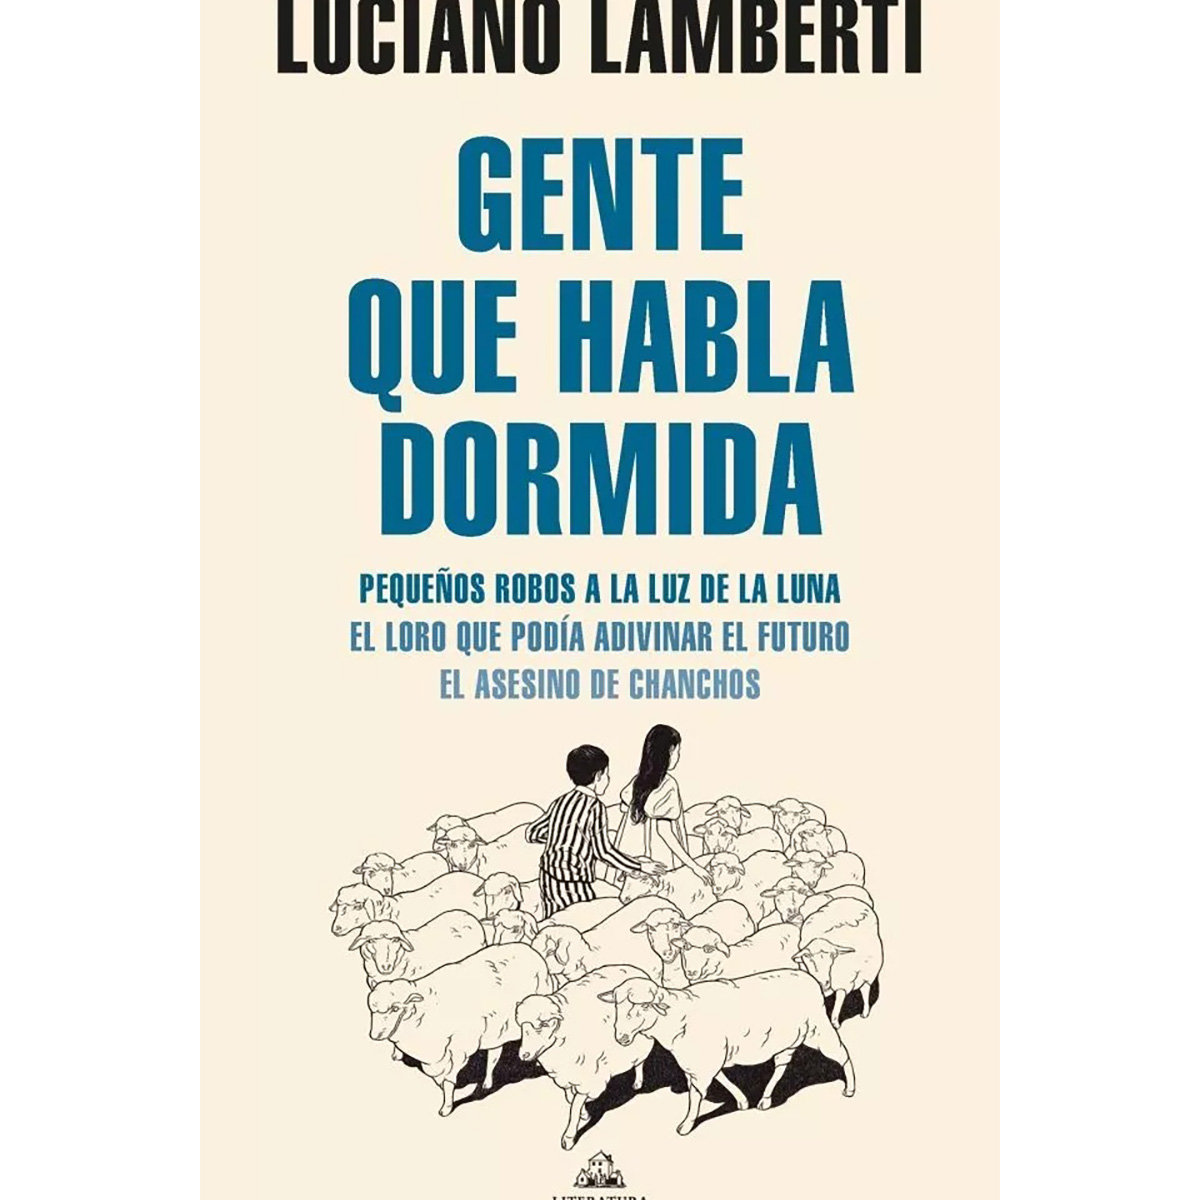 LUCIANO LAMBERTI
GENTE
QUE HABLA
DORMIDA
PEQUEÑOS ROBOS A LA LUZ DE LA LUNA
EL LORO QUE PODÍA ADIVINAR EL FUTURO
EL ASESINO DE CHANCHOS
LITERATURA